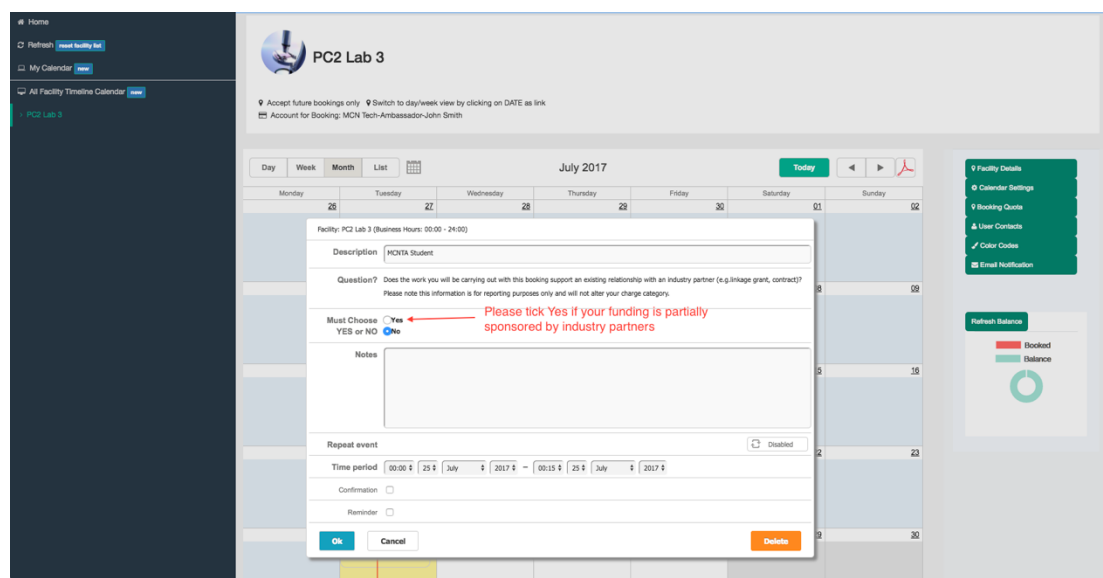 Home
Refresh reset facility list
My Calendar new
All Facility Timeline Calendar new
> PC2 Lab 3
PC2 Lab 3
Accept future bookings only Switch to day/week view by clicking on DATE as link
Account for Booking: MCN Tech-Ambassador-John Smith
Day Week Month List July 2017 Today
Monday Tuesday Wednesday Thursday Friday Saturday Sunday
26 27 28 29 30 01 02
Facility: PC2 Lab 3 (Business Hours: 00:00 - 24:00)
Description MCNTA Student
Question? Does the work you will be carrying out with this booking support an existing relationship with an industry partner (e.g.linkage grant, contract)?
Please note this information is for reporting purposes only and will not alter your charge category.
8 09
Must Choose YES or NO
Yes
No
Please tick Yes if your funding is partially
sponsored by industry partners
Notes
5 16
Repeat event Disabled
2 23
Time period 00:00 25 July 2017 – 00:15 25 July 2017
Confirmation
Reminder
9 30
Ok Cancel Delete
Facility Details
Calendar Settings
Booking Quota
User Contacts
Color Codes
Email Notification
Refresh Balance
Booked
Balance